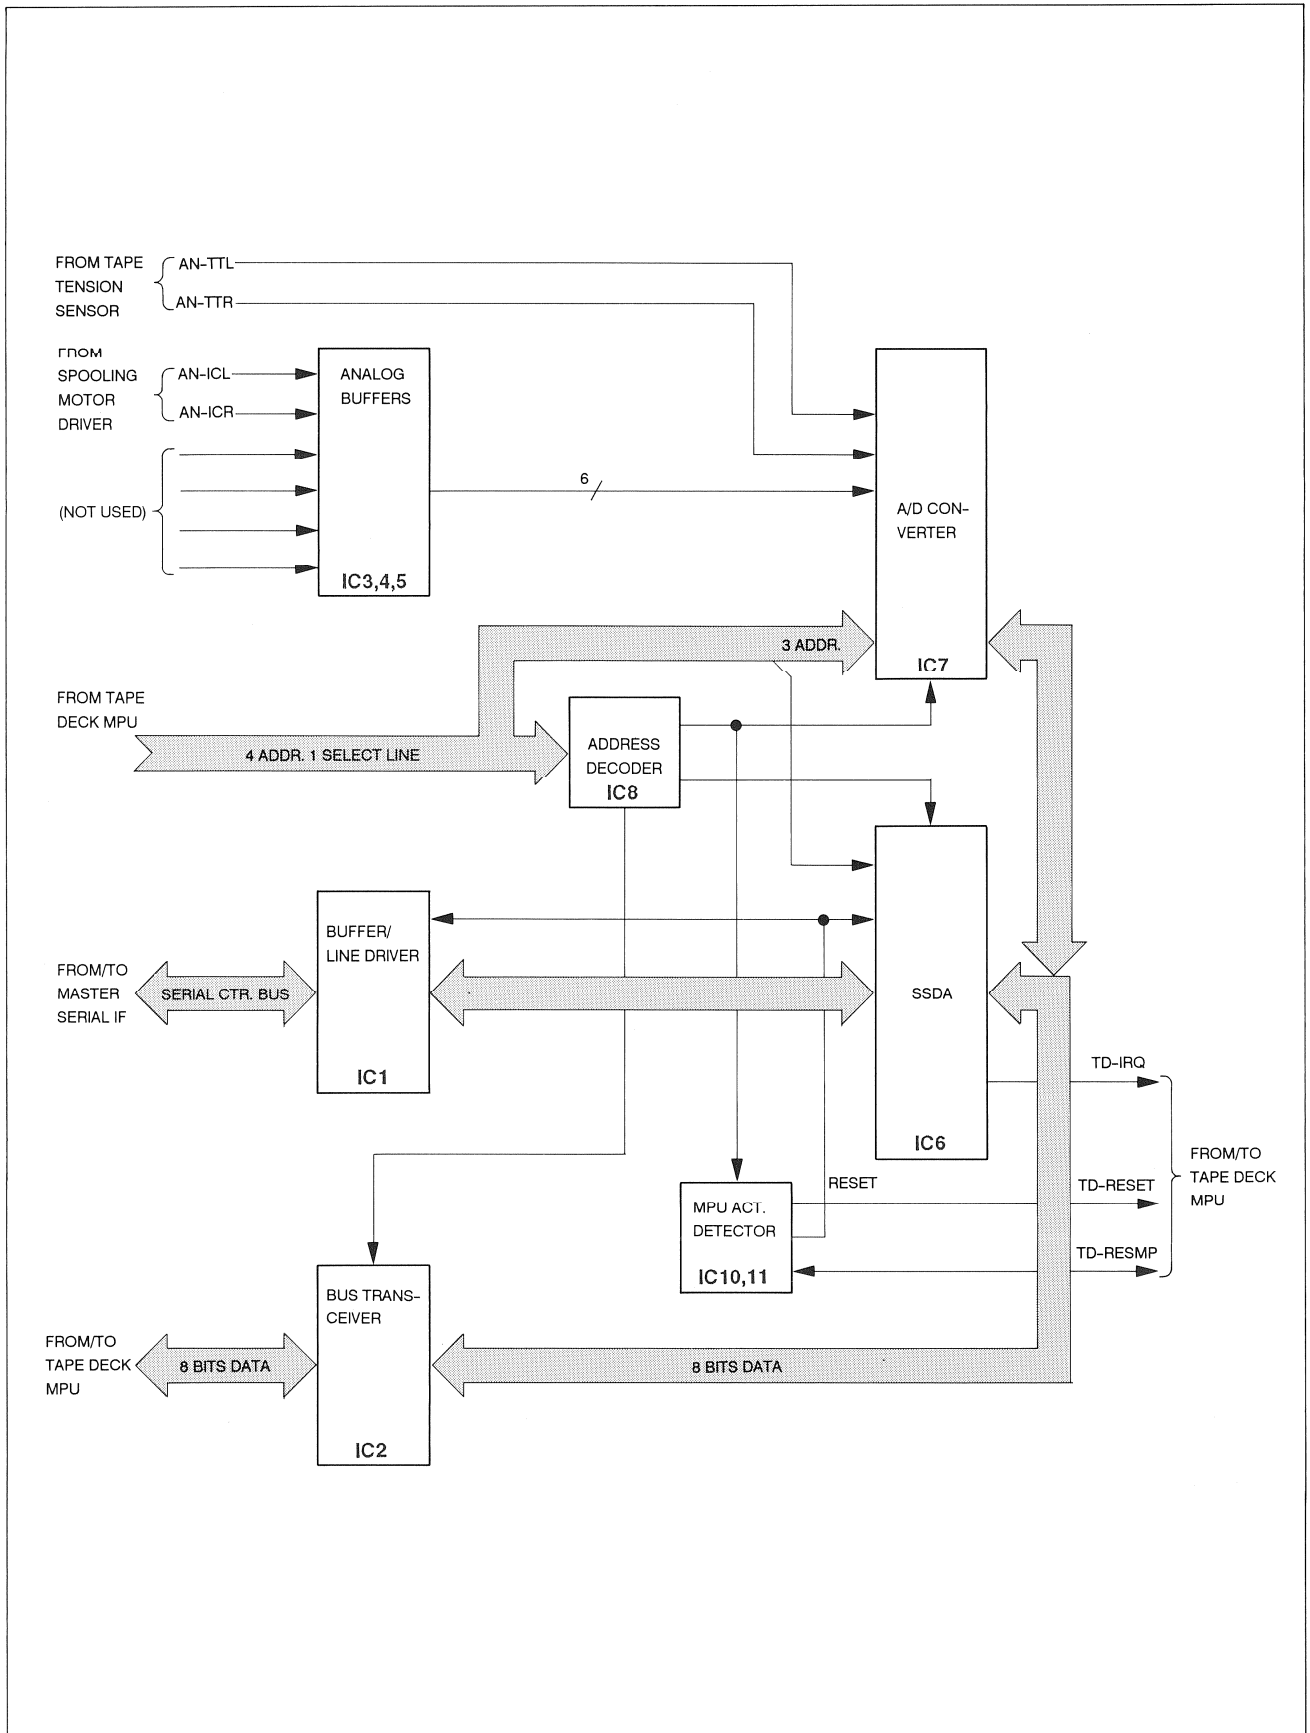 FROM TAPE
TENSION
SENSOR
AN-TTL
AN-TTR
FROM
SPOOLING
MOTOR
DRIVER
AN-ICL
AN-ICR
(NOT USED)
ANALOG
BUFFERS
IC3,4,5
6
A/D CON-
VERTER
IC7
3 ADDR.
FROM TAPE
DECK MPU
4 ADDR. 1 SELECT LINE
ADDRESS
DECODER
IC8
BUFFER/
LINE DRIVER
IC1
FROM/TO
MASTER
SERIAL IF
SERIAL CTR. BUS
SSDA
IC6
TD-IRQ
TD-RESET
TD-RESMP
FROM/TO
TAPE DECK
MPU
RESET
MPU ACT.
DETECTOR
IC10,11
BUS TRANS-
CEIVER
IC2
FROM/TO
TAPE DECK
MPU
8 BITS DATA
8 BITS DATA